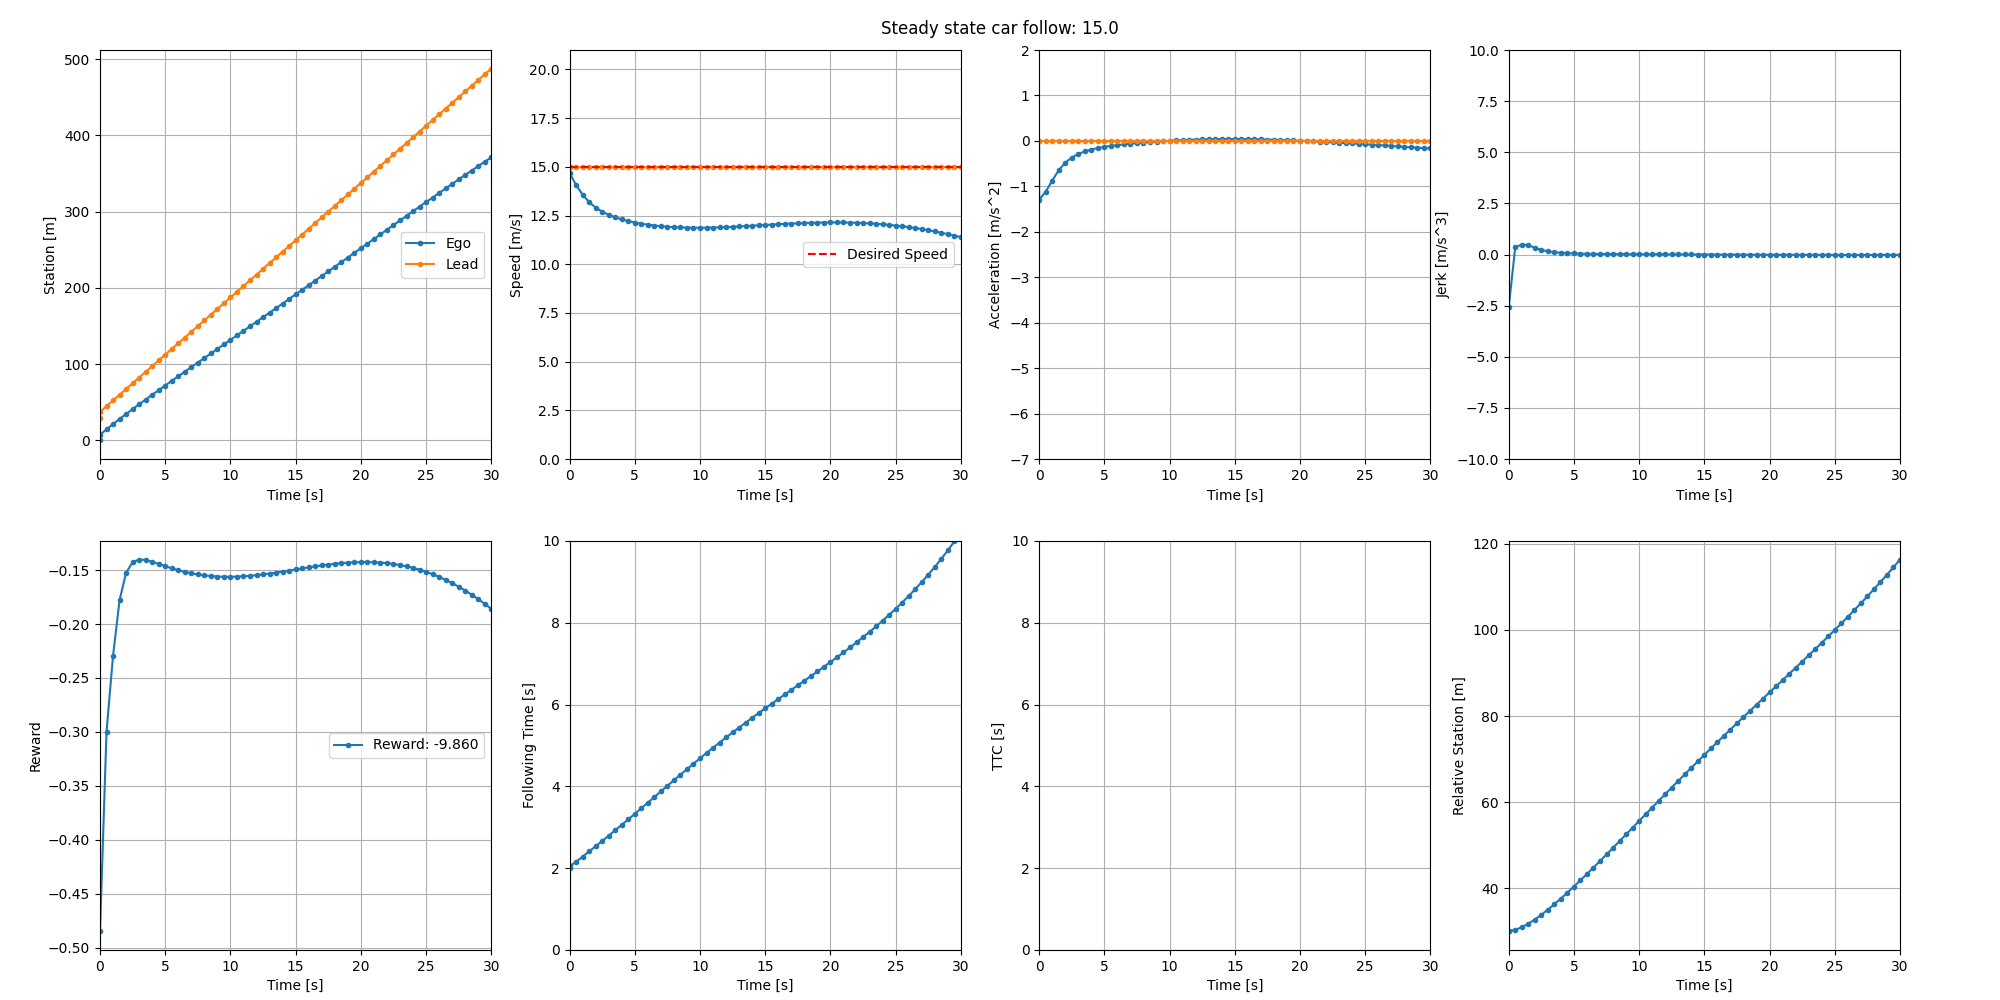 Steady state car follow: 15.0
500
400
300
200
100
0
Station [m]
Ego
Lead
0 5 10 15 20 25 30
Time [s]
20.0
17.5
15.0
12.5
10.0
7.5
5.0
2.5
0.0
Speed [m/s]
Desired Speed
0 5 10 15 20 25 30
Time [s]
2
1
0
−1
−2
−3
−4
−5
−6
−7
Acceleration [m/s^2]
0 5 10 15 20 25 30
Time [s]
10.0
7.5
5.0
2.5
0.0
−2.5
−5.0
−7.5
−10.0
Jerk [m/s^3]
0 5 10 15 20 25 30
Time [s]
−0.15
−0.20
−0.25
−0.30
−0.35
−0.40
−0.45
−0.50
Reward
Reward: -9.860
0 5 10 15 20 25 30
Time [s]
10
8
6
4
2
0
Following Time [s]
0 5 10 15 20 25 30
Time [s]
10
8
6
4
2
0
TTC [s]
0 5 10 15 20 25 30
Time [s]
120
100
80
60
40
Relative Station [m]
0 5 10 15 20 25 30
Time [s]